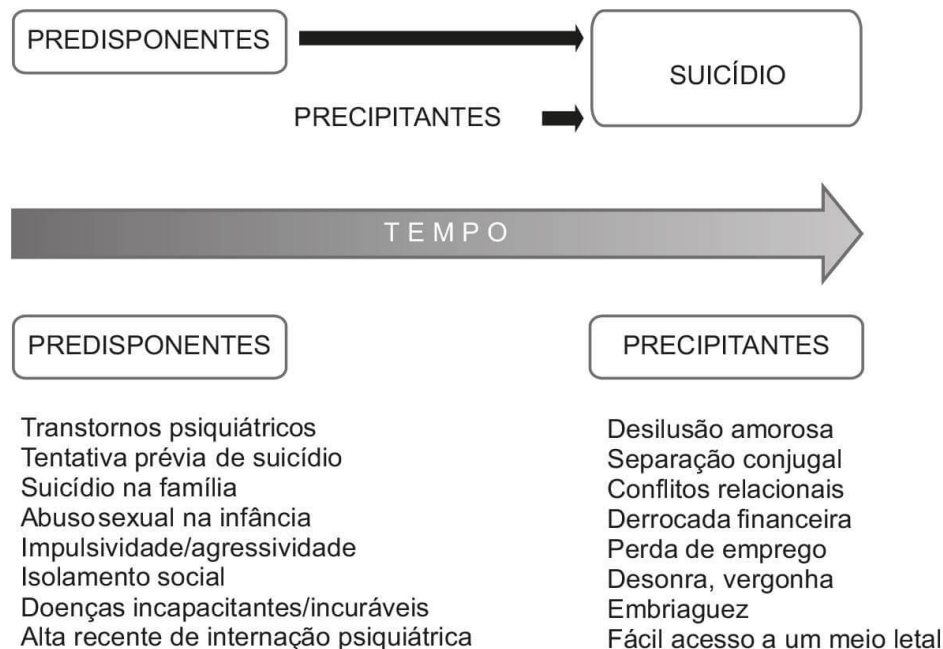 PREDISPONENTES
SUICÍDIO
PRECIPITANTES
TEMPO
PREDISPONENTES
Transtornos psiquiátricos
Tentativa prévia de suicídio
Suicídio na família
Abuso sexual na infância
Impulsividade/agressividade
Isolamento social
Doenças incapacitantes/incuráveis
Alta recente de internação psiquiátrica
PRECIPITANTES
Desilusão amorosa
Separação conjugal
Conflitos relacionais
Derrocada financeira
Perda de emprego
Desonra, vergonha
Embriaguez
Fácil acesso a um meio letal